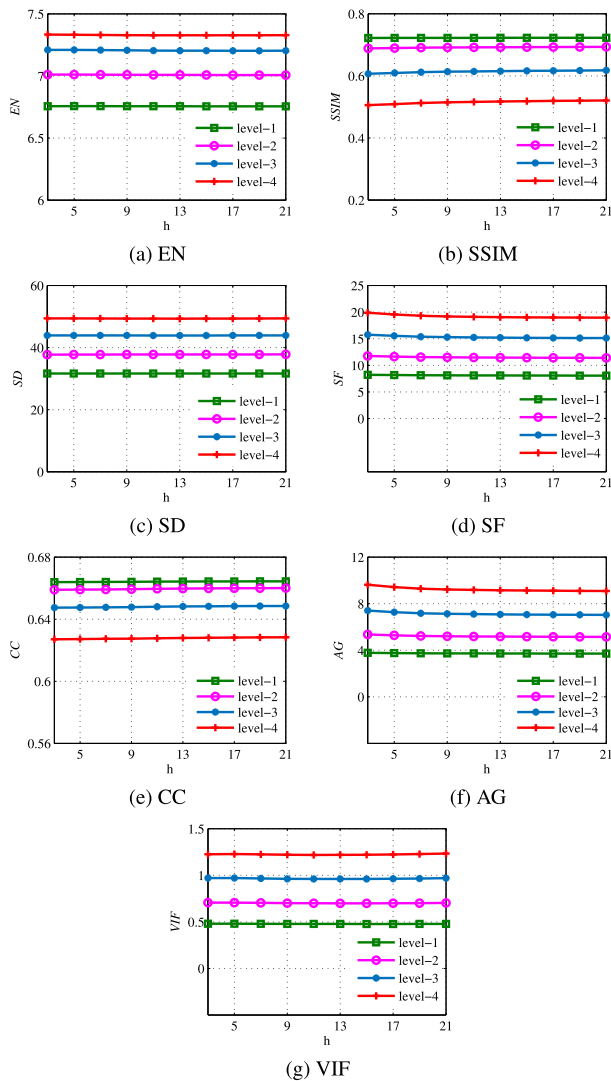 7.5
7
6.5
6
EN
level-1
level-2
level-3
level-4
5 9 13 17 21
h
(a) EN
0.8
0.6
0.4
0.2
SSIM
level-1
level-2
level-3
level-4
5 9 13 17 21
h
(b) SSIM
60
40
20
0
SD
level-1
level-2
level-3
level-4
5 9 13 17 21
h
(c) SD
25
20
15
10
5
0
SF
level-1
level-2
level-3
level-4
5 9 13 17 21
h
(d) SF
0.68
0.64
0.6
0.56
CC
level-1
level-2
level-3
level-4
5 9 13 17 21
h
(e) CC
12
8
4
0
AG
level-1
level-2
level-3
level-4
5 9 13 17 21
h
(f) AG
1.5
1
0.5
0
VIF
level-1
level-2
level-3
level-4
5 9 13 17 21
h
(g) VIF